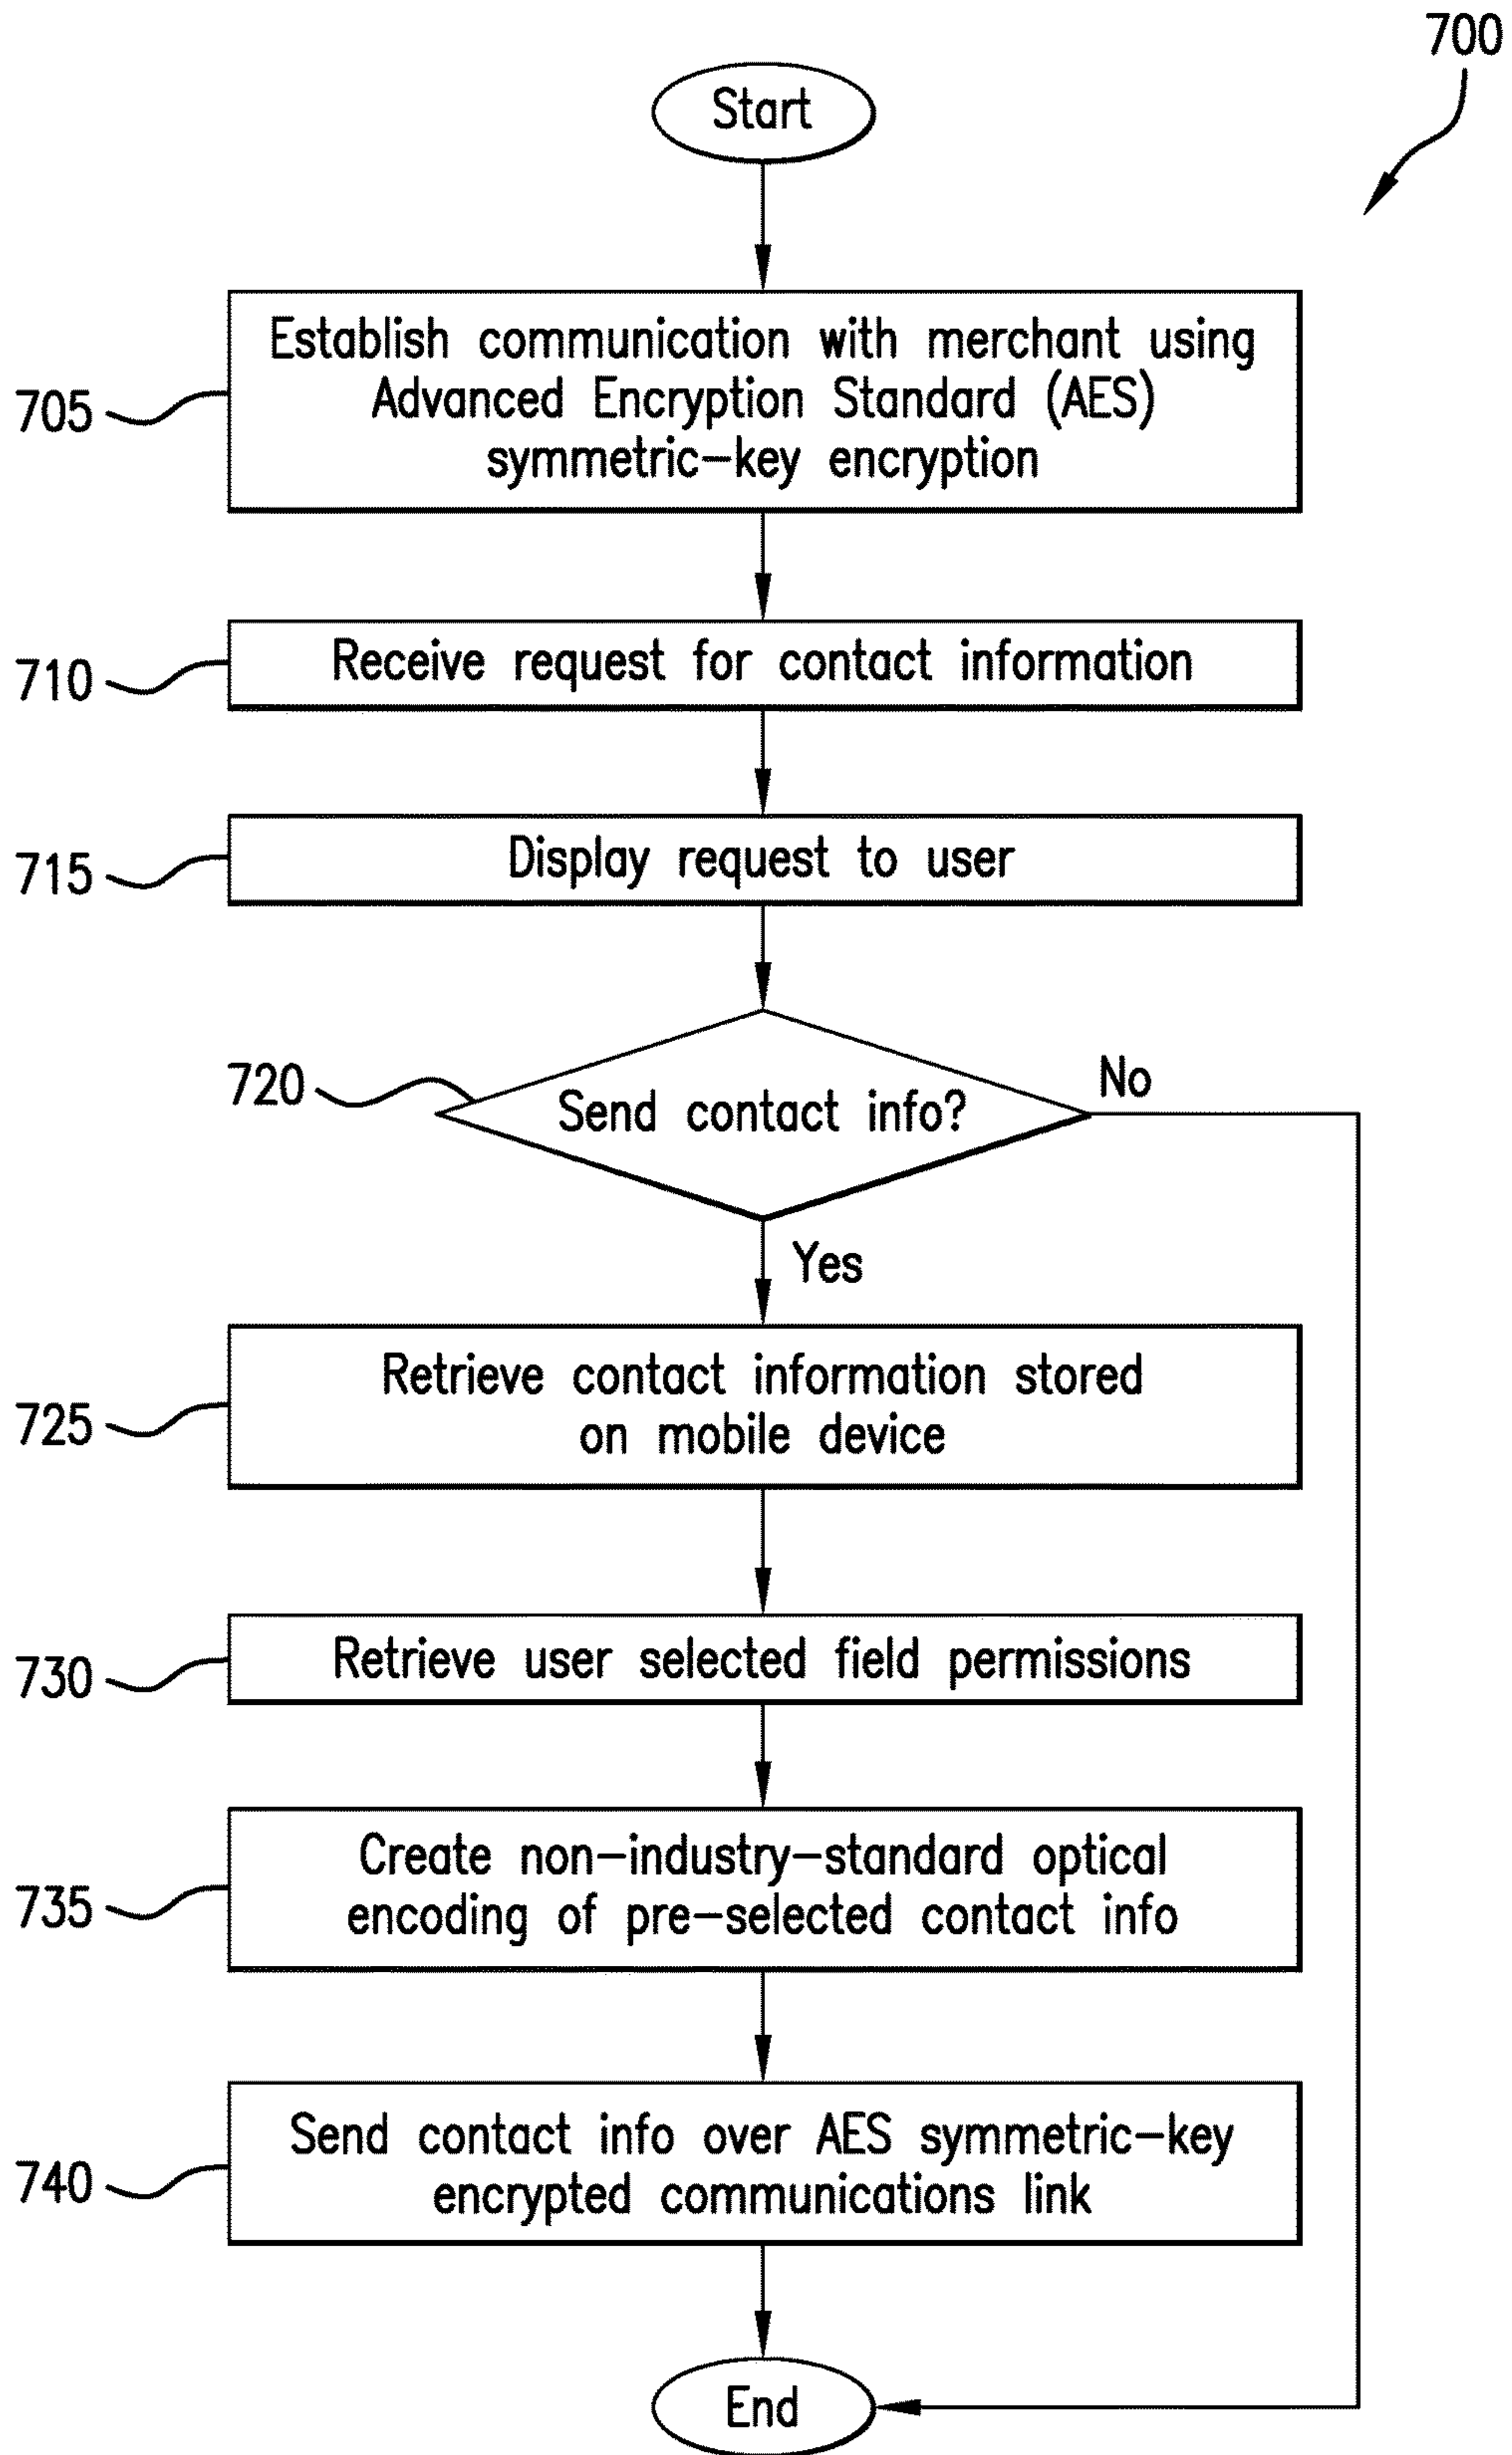 700
Start
Establish communication with merchant using
Advanced Encryption Standard (AES)
symmetric-key encryption
705
Receive request for contact information
710
Display request to user
715
720
Send contact info?
No
Yes
Retrieve contact information stored
on mobile device
725
Retrieve user selected field permissions
730
Create non-industry-standard optical
encoding of pre-selected contact info
735
Send contact info over AES symmetric-key
encrypted communications link
740
End